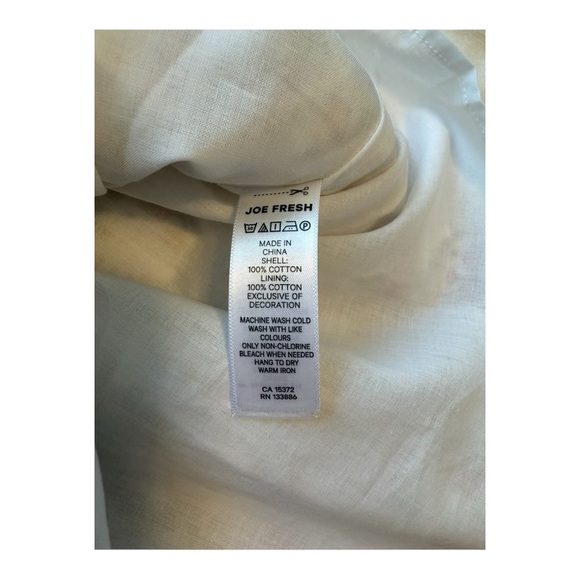 JOE FRESH
30 P
MADE IN
CHINA
SHELL:
100% COTTON
LINING:
100% COTTON
EXCLUSIVE OF
DECORATION
MACHINE WASH COLD
WASH WITH LIKE
COLOURS
ONLY NON-CHLORINE
BLEACH WHEN NEEDED
HANG TO DRY
WARM IRON
CA 15372
RN 133886